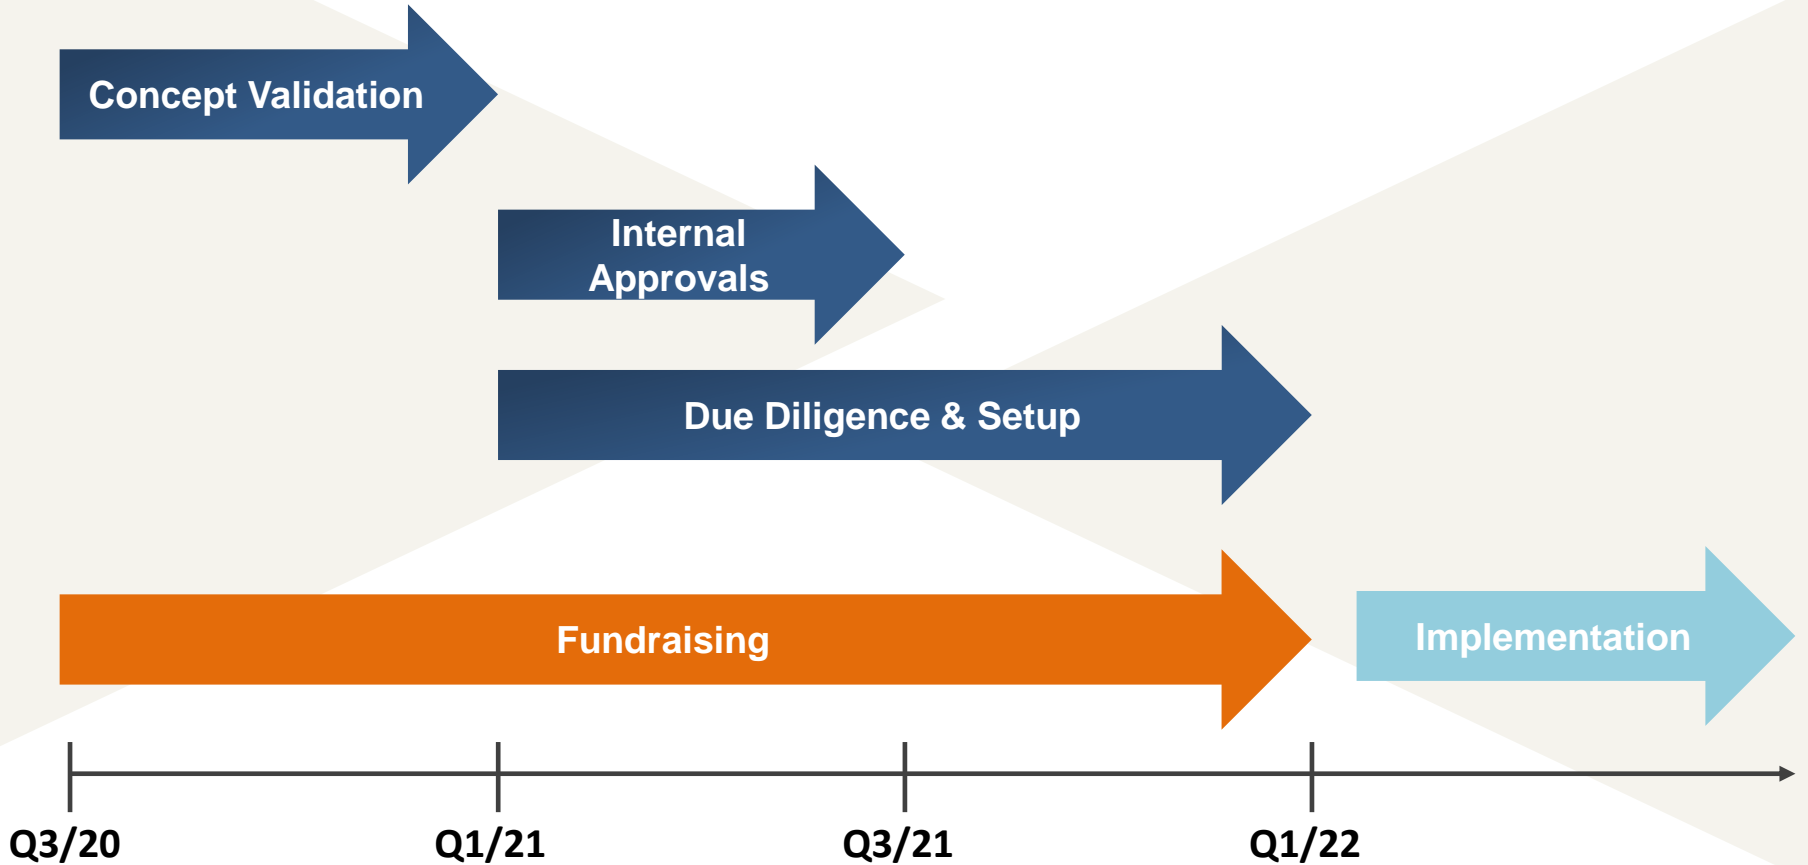 Concept Validation
Internal
Approvals
Due Diligence & Setup
Fundraising
Implementation
Q3/20
Q1/21
Q3/21
Q1/22